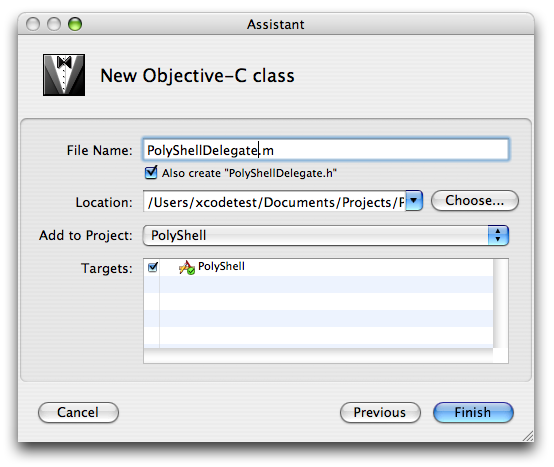 Assistant
New Objective-C class
File Name: PolyShellDelegate.m
Also create "PolyShellDelegate.h"
Location: /Users/xcodetest/Documents/Projects/P Choose...
Add to Project: PolyShell
Targets: PolyShell
Cancel Previous Finish